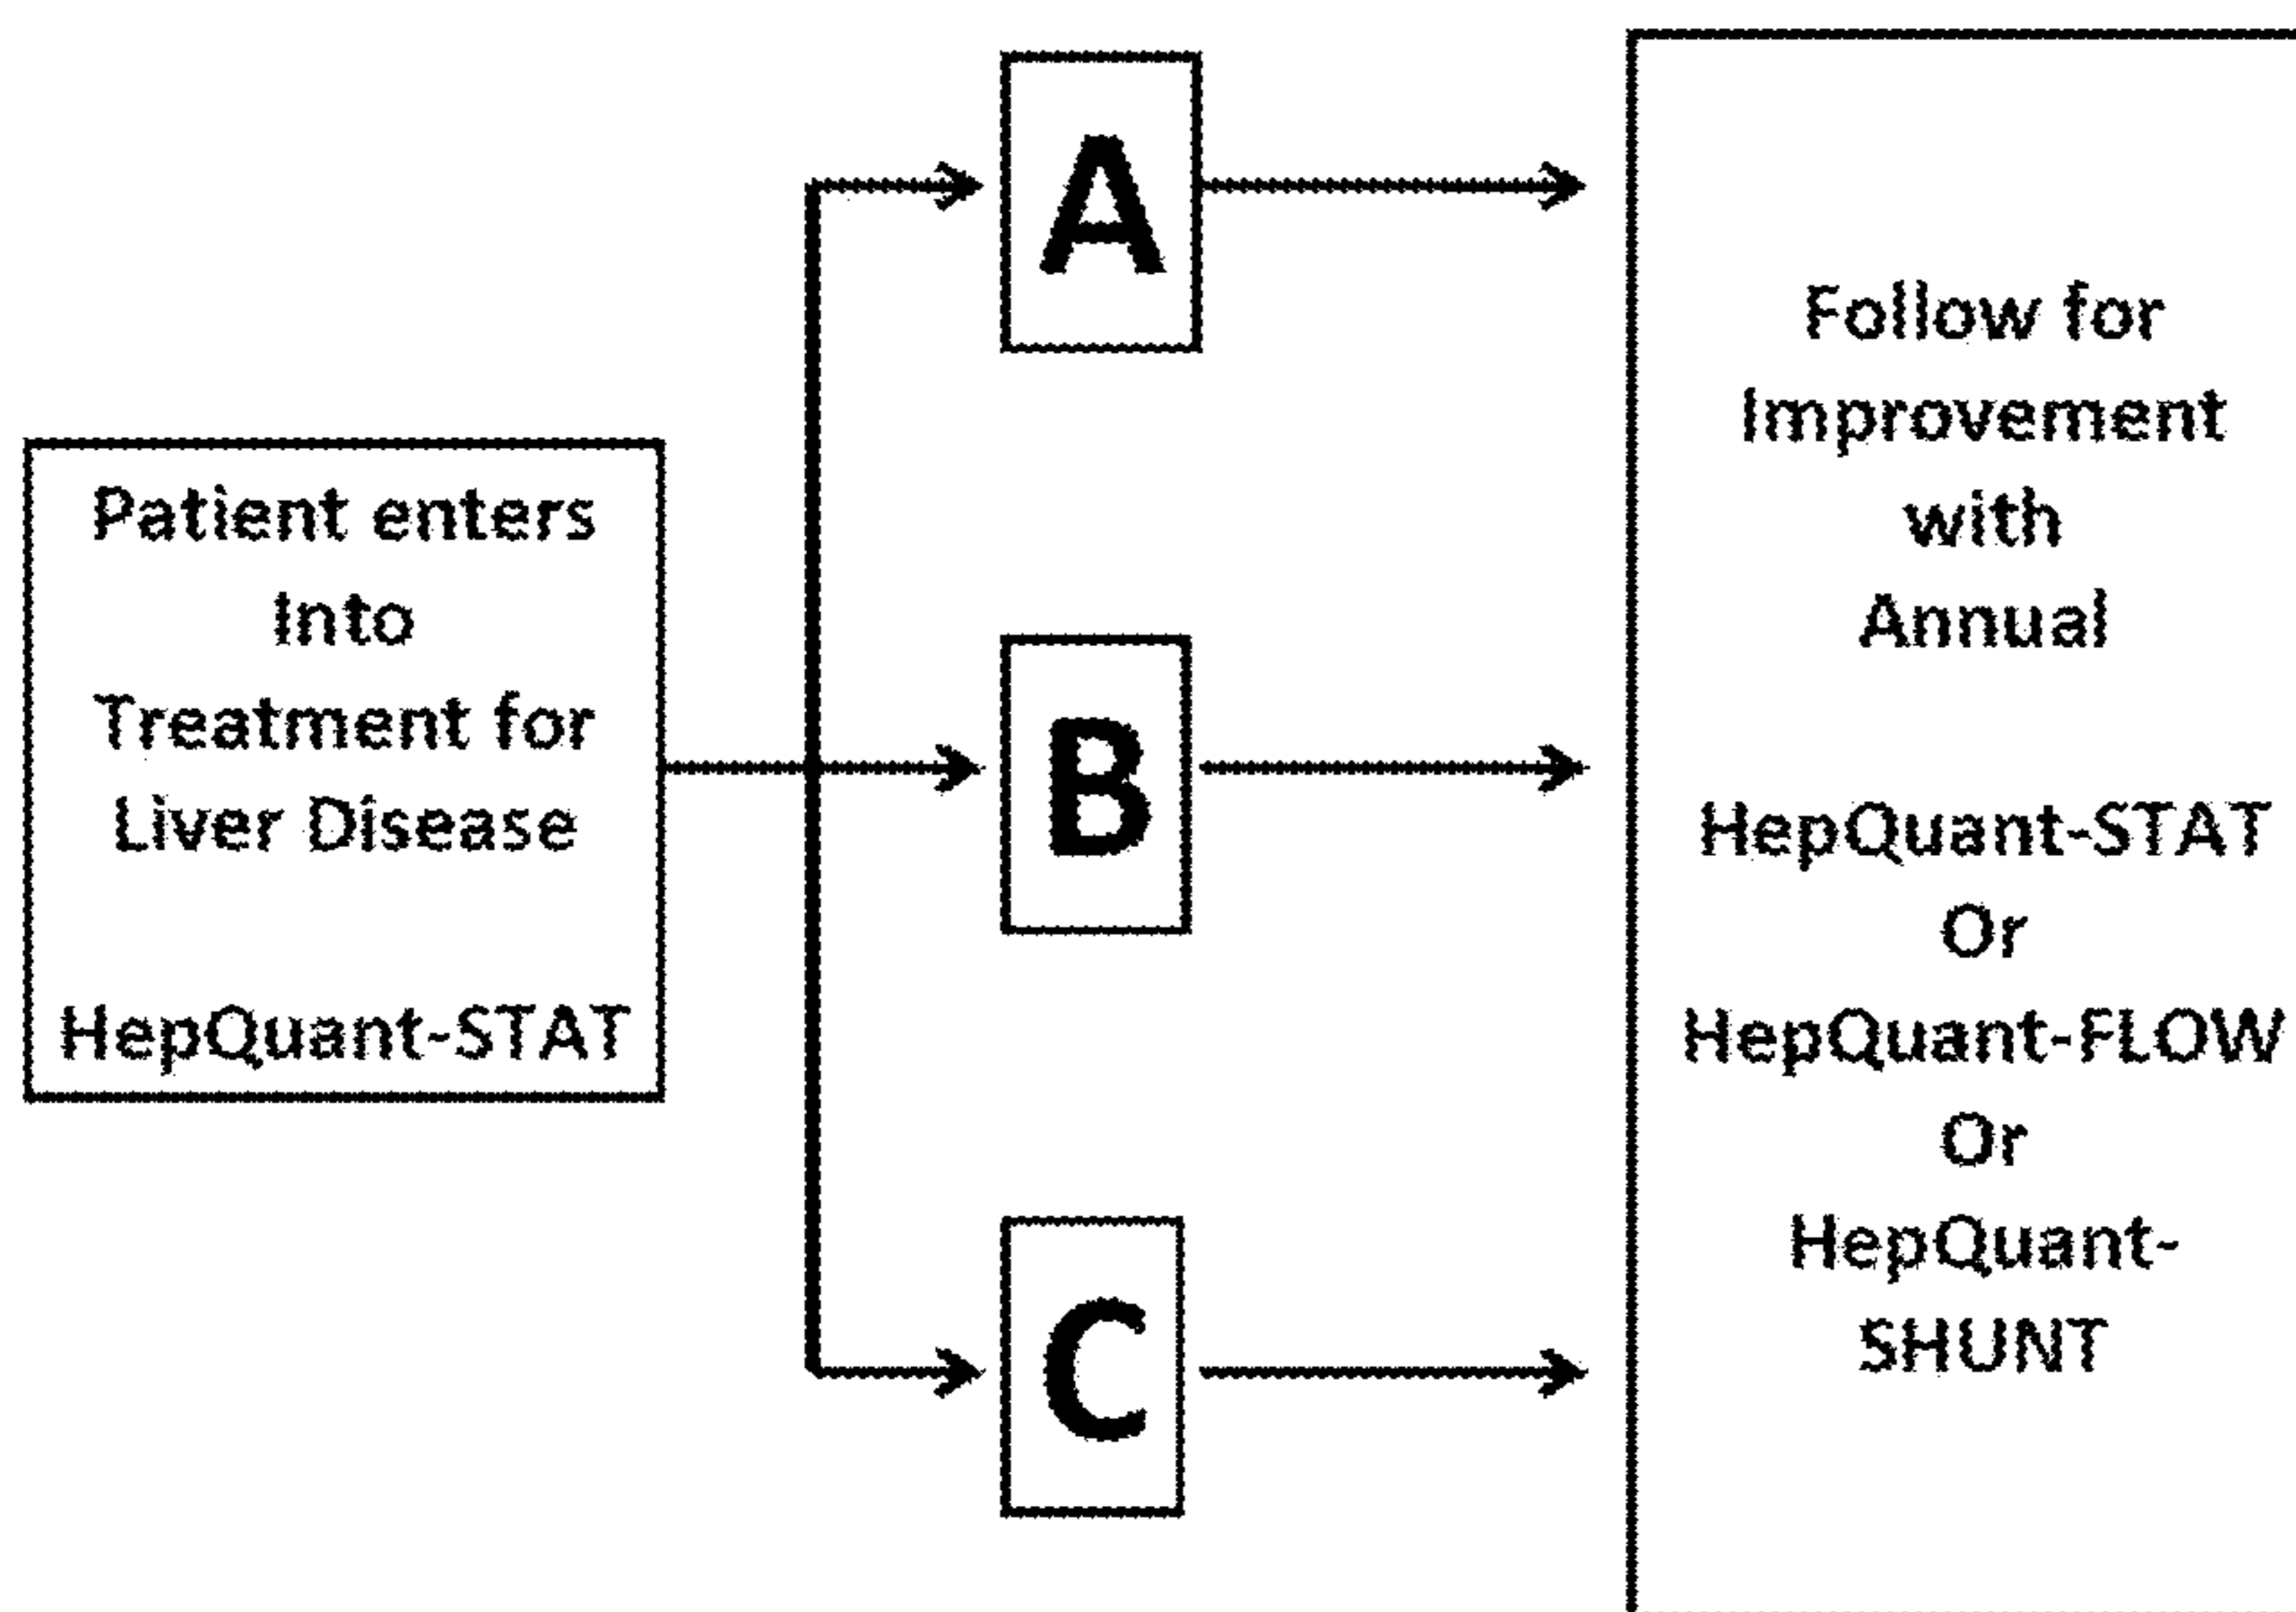 Patient enters
Into
Treatment for
Liver Disease
HepQuant-STAT
A
B
C
Follow for
Improvement
with
Annual
HepQuant-STAT
Or
HepQuant-FLOW
Or
HepQuant-
SHUNT